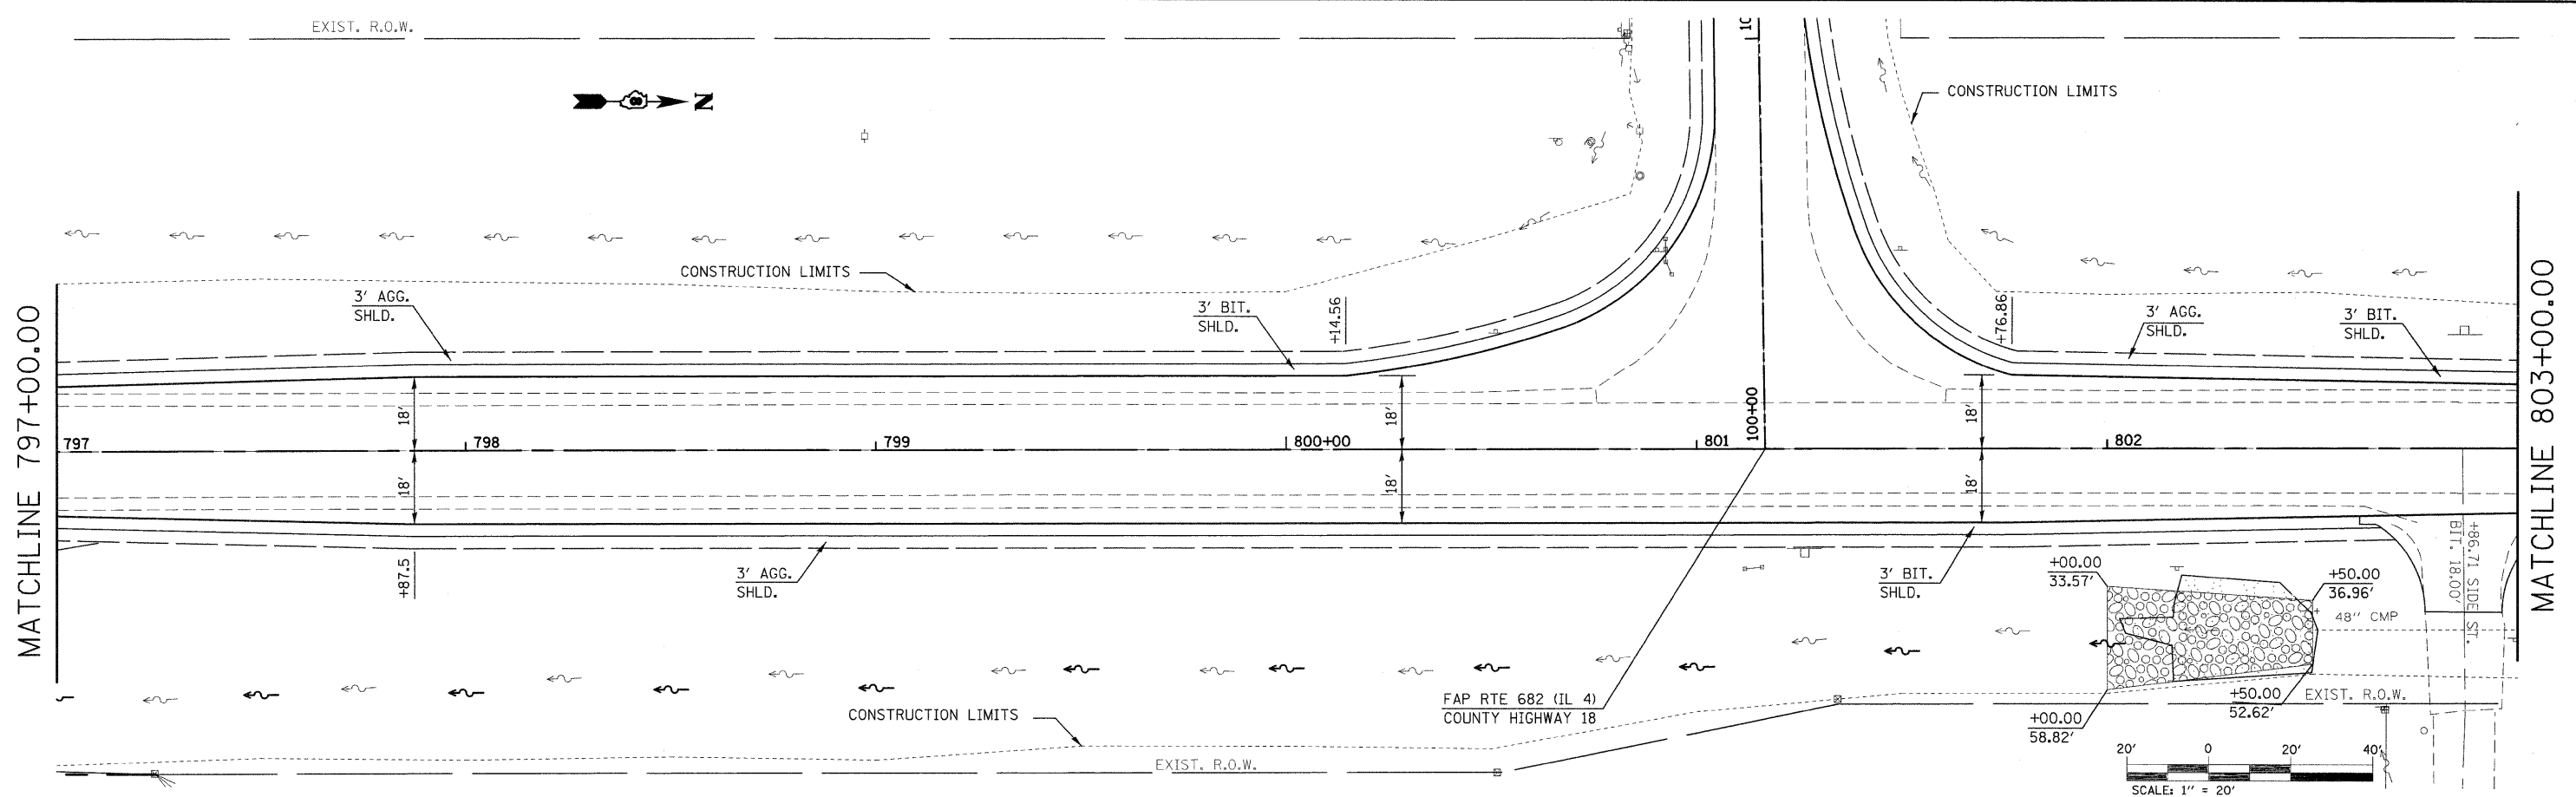 EXIST. R.O.W.
10
N
CONSTRUCTION LIMITS
CONSTRUCTION LIMITS
3' AGG.
SHLD.
3' BIT.
SHLD.
+14.56
+76.86
3' AGG.
SHLD.
3' BIT.
SHLD.
MATCHLINE 797+00.00
MATCHLINE 803+00.00
18'
18'
18'
100+00
797
798
799
800+00
801
802
18'
18'
18'
+87.5
3' AGG.
SHLD.
3' BIT.
SHLD.
+86.71 SIDE ST.
BIT. 18.00'
+00.00
33.57'
+50.00
36.96'
48" CMP
FAP RTE 682 (IL 4)
COUNTY HIGHWAY 18
CONSTRUCTION LIMITS
+00.00
58.82'
+50.00
52.62'
EXIST. R.O.W.
EXIST. R.O.W.
20'
0
20'
40'
SCALE: 1" = 20'